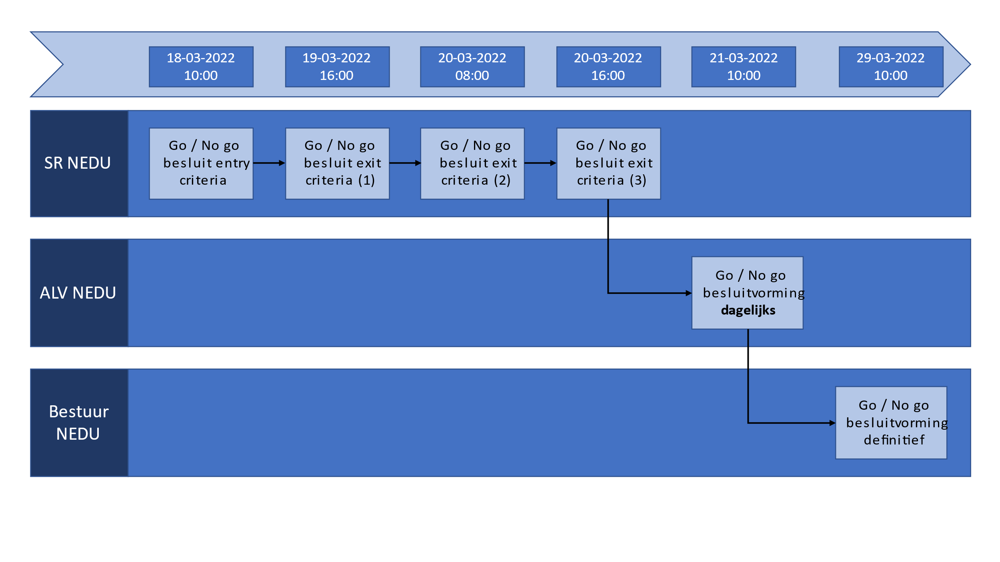 18-03-2022
10:00
19-03-2022
16:00
20-03-2022
08:00
20-03-2022
16:00
21-03-2022
10:00
29-03-2022
10:00
SR NEDU
Go / No go
besluit entry
criteria
Go / No go
besluit exit
criteria (1)
Go / No go
besluit exit
criteria (2)
Go / No go
besluit exit
criteria (3)
ALV NEDU
Go / No go
besluitvorming
dagelijks
Bestuur
NEDU
Go / No go
besluitvorming
definitief